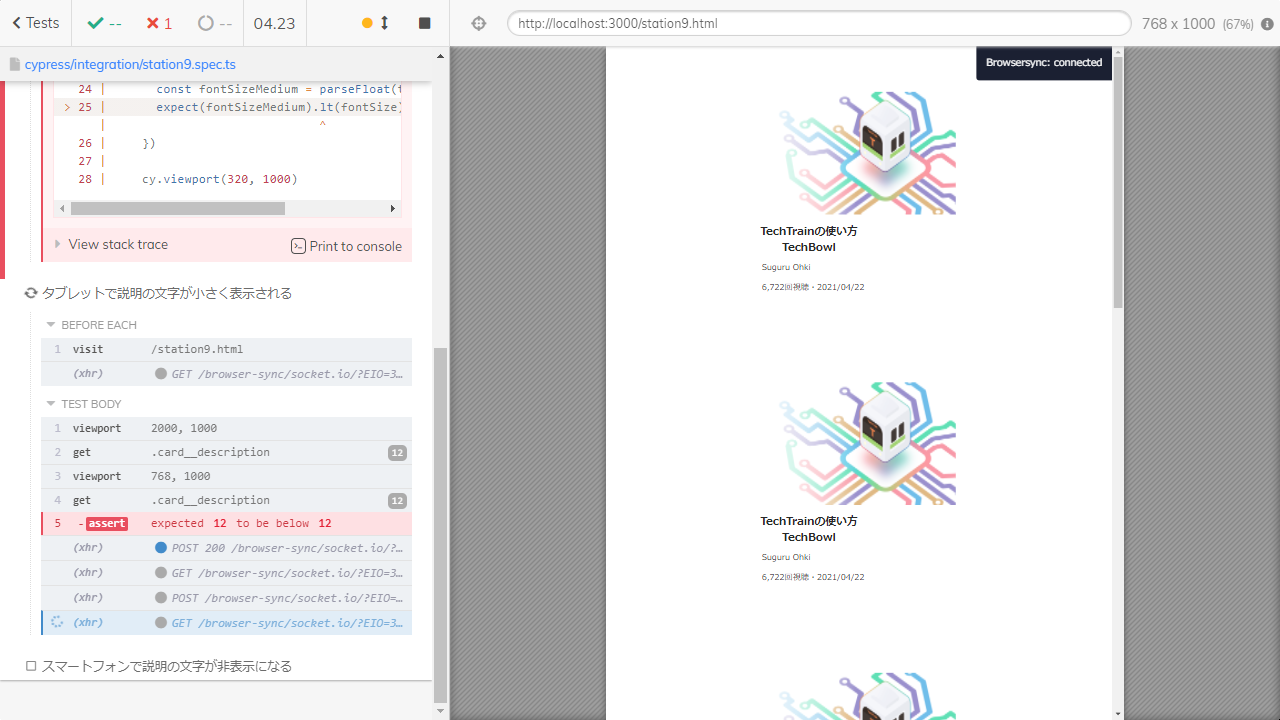 Tests
--
1
--
04.23
http://localhost:3000/station9.html
768 x 1000 (67%)
cypress/integration/station9.spec.ts
24 | const fontSizeMedium = parseFloat(
> 25 | expect(fontSizeMedium).lt(fontSize)
| ^
26 | })
27 |
28 | cy.viewport(320, 1000)
View stack trace
Print to console
タブレットで説明の文字が小さく表示される
BEFORE EACH
1 visit /station9.html
(xhr) GET /browser-sync/socket.io/?EIO=3…
TEST BODY
1 viewport 2000, 1000
2 get .card__description 12
3 viewport 768, 1000
4 get .card__description 12
5 -assert expected 12 to be below 12
(xhr) POST 200 /browser-sync/socket.io/?…
(xhr) GET /browser-sync/socket.io/?EIO=3…
(xhr) POST /browser-sync/socket.io/?EIO=…
(xhr) GET /browser-sync/socket.io/?EIO=3…
スマートフォンで説明の文字が非表示になる
Browsersync: connected
TechTrainの使い方
TechBowl
Suguru Ohki
6,722回視聴・2021/04/22
TechTrainの使い方
TechBowl
Suguru Ohki
6,722回視聴・2021/04/22